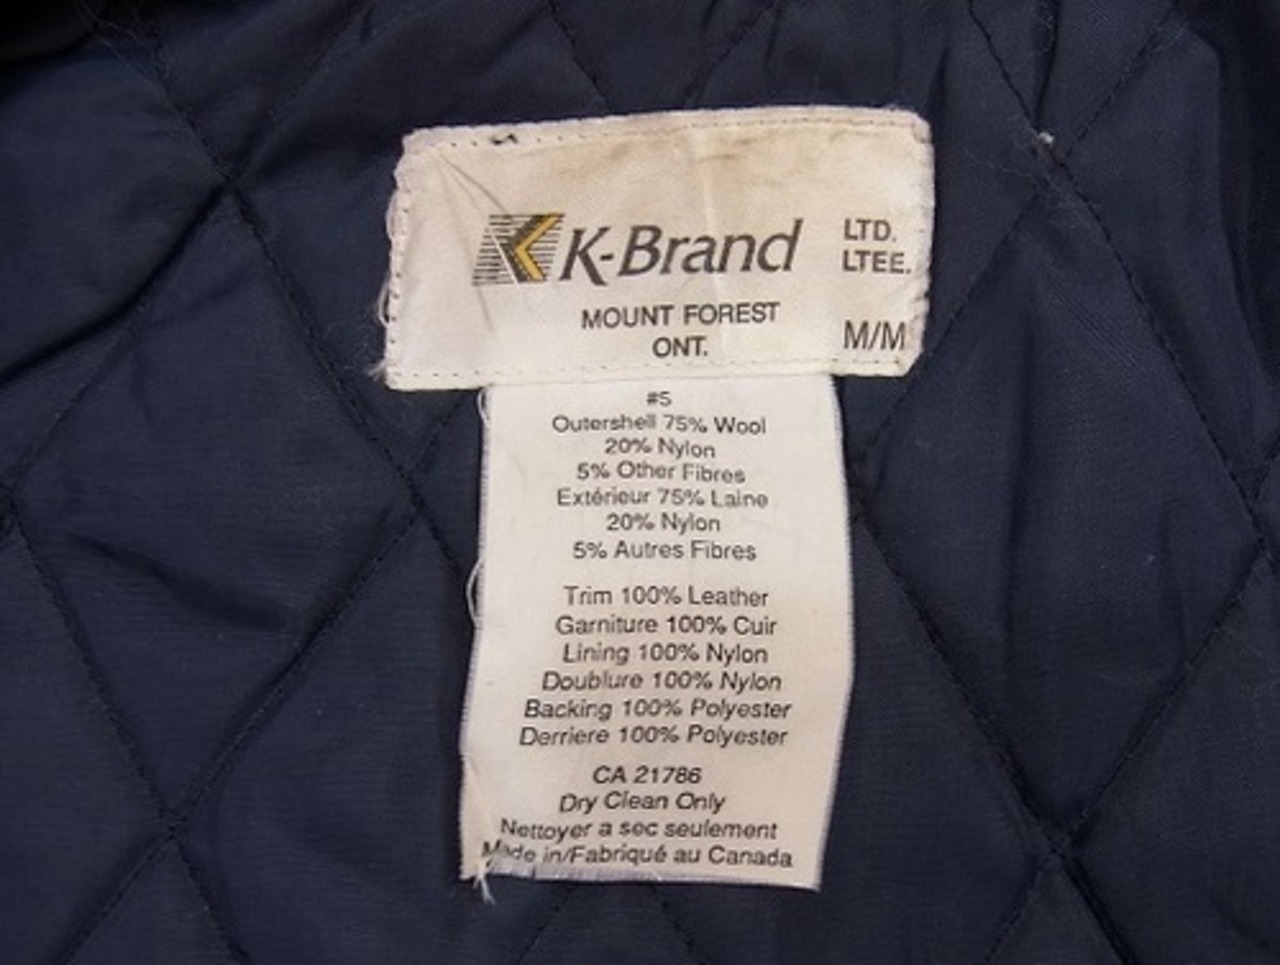 K-Brand LTD. LTEE.
MOUNT FOREST
ONT. M/M
#5
Outershell 75% Wool
20% Nylon
5% Other Fibres
Extérieur 75% Laine
20% Nylon
5% Autres Fibres
Trim 100% Leather
Garniture 100% Cuir
Lining 100% Nylon
Doublure 100% Nylon
Backing 100% Polyester
Derriere 100% Polyester
CA 21786
Dry Clean Only
Nettoyer a sec seulement
Made in/Fabriqué au Canada